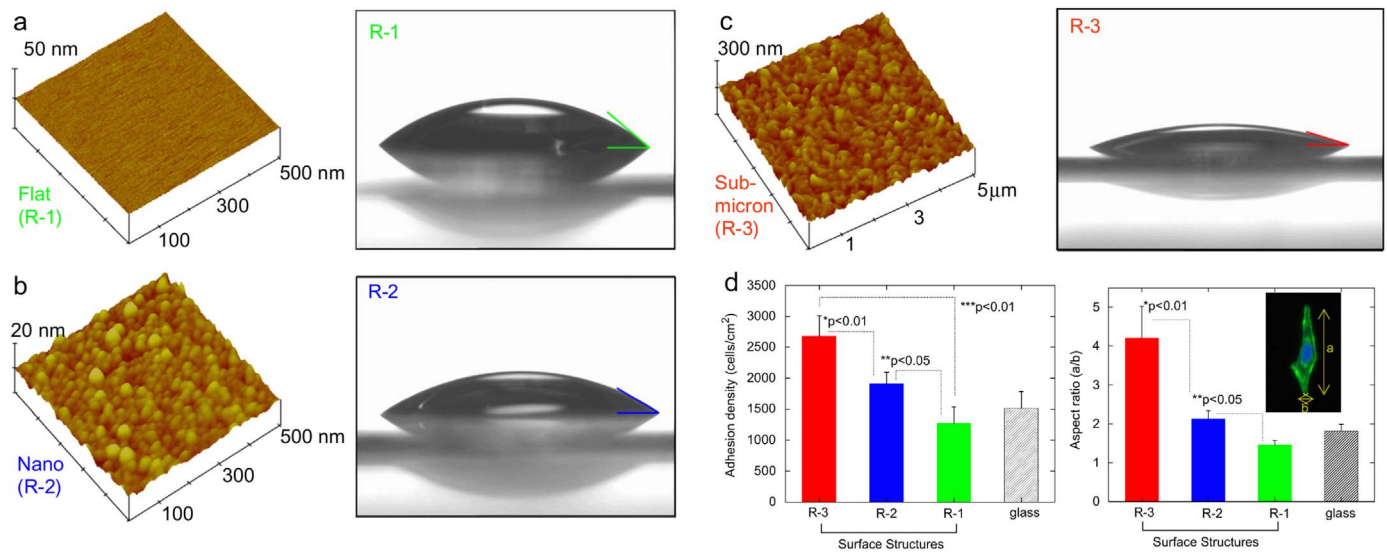 a
50 nm
Flat
(R-1)
100
300
500 nm
R-1
b
20 nm
Nano
(R-2)
100
300
500 nm
R-2
c
300 nm
Sub-
micron
(R-3)
1
3
5μm
R-3
d
Adhesion density (cells/cm²)
3500
3000
2500
2000
1500
1000
500
0
*p<0.01
**p<0.05
***p<0.01
R-3 R-2 R-1 glass
Surface Structures
Aspect ratio (a/b)
5
4
3
2
1
0
*p<0.01
**p<0.05
a
b
R-3 R-2 R-1 glass
Surface Structures